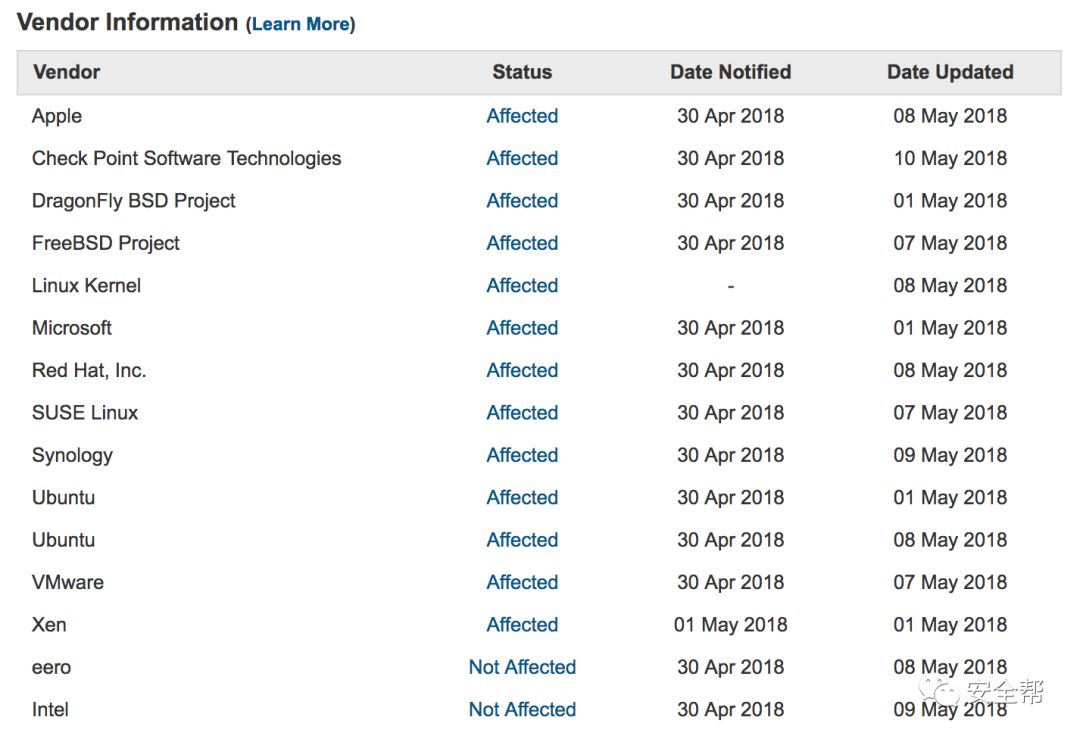 Vendor Information (Learn More)
Vendor Status Date Notified Date Updated
Apple Affected 30 Apr 2018 08 May 2018
Check Point Software Technologies Affected 30 Apr 2018 10 May 2018
DragonFly BSD Project Affected 30 Apr 2018 01 May 2018
FreeBSD Project Affected 30 Apr 2018 07 May 2018
Linux Kernel Affected - 08 May 2018
Microsoft Affected 30 Apr 2018 01 May 2018
Red Hat, Inc. Affected 30 Apr 2018 08 May 2018
SUSE Linux Affected 30 Apr 2018 07 May 2018
Synology Affected 30 Apr 2018 09 May 2018
Ubuntu Affected 30 Apr 2018 01 May 2018
Ubuntu Affected 30 Apr 2018 08 May 2018
VMware Affected 30 Apr 2018 07 May 2018
Xen Affected 01 May 2018 01 May 2018
eero Not Affected 30 Apr 2018 08 May 2018
安全帮
Intel Not Affected 30 Apr 2018 09 May 2018